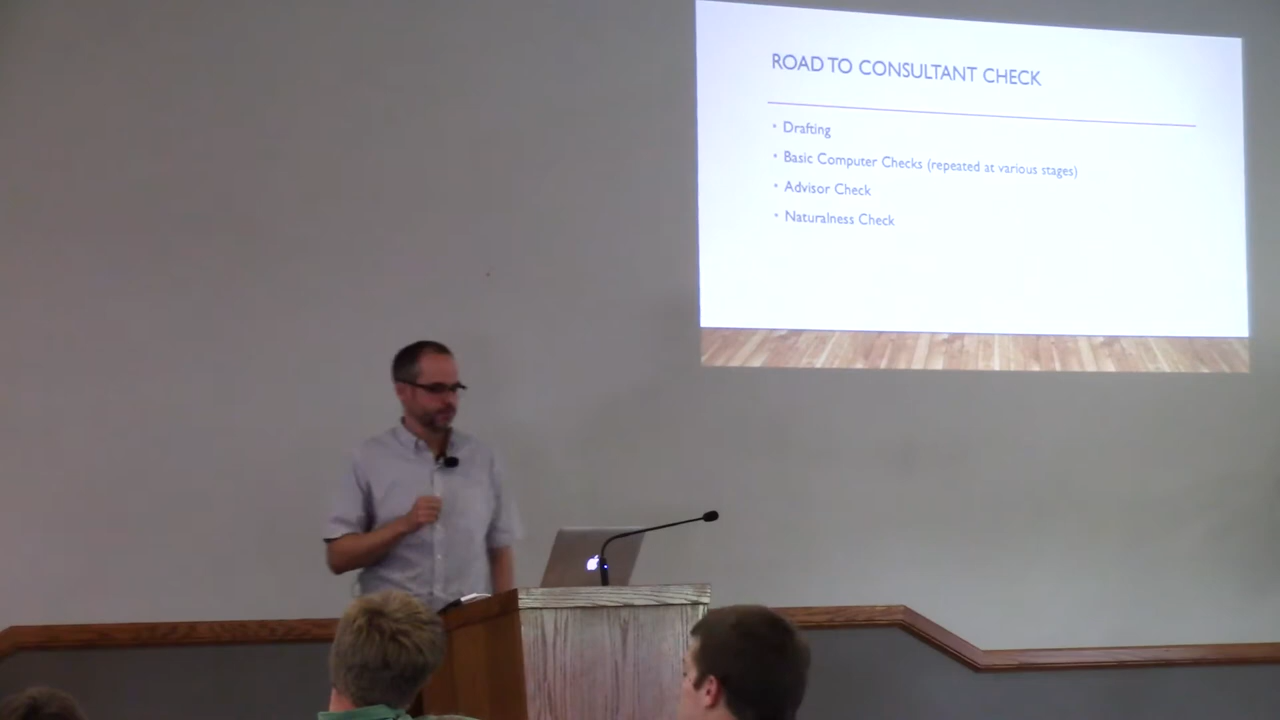 ROAD TO CONSULTANT CHECK
• Drafting
• Basic Computer Checks (repeated at various stages)
• Advisor Check
• Naturalness Check